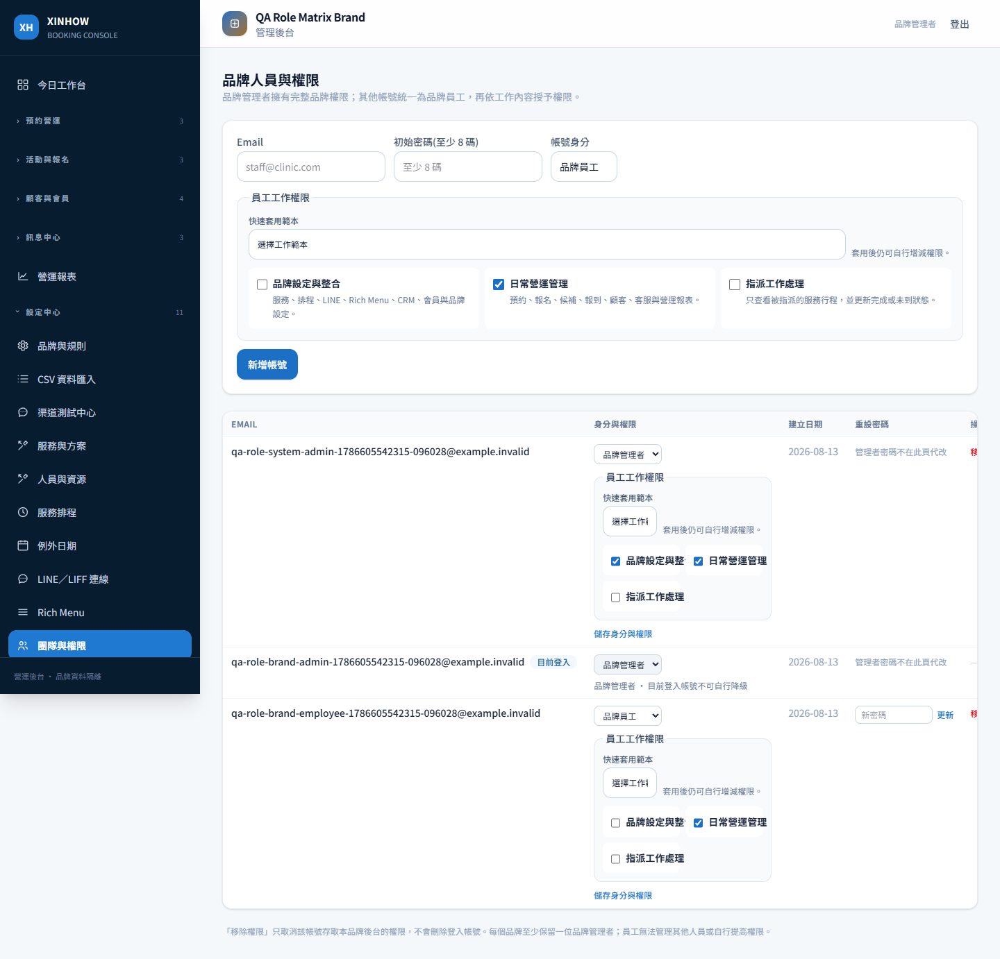 XH
XINHOW
BOOKING CONSOLE
今日工作台
預約營運 3
活動與報名 3
顧客與會員 4
訊息中心 3
營運報表
設定中心 11
品牌與規則
CSV 資料匯入
渠道測試中心
服務與方案
人員與資源
服務排程
例外日期
LINE／LIFF 連線
Rich Menu
團隊與權限
營運後台・品牌資料隔離
QA Role Matrix Brand
管理後台
品牌管理者 登出
品牌人員與權限
品牌管理者擁有完整品牌權限；其他帳號統一為品牌員工，再依工作內容授予權限。
Email 初始密碼(至少 8 碼) 帳號身分
staff@clinic.com 至少 8 碼 品牌員工
員工工作權限
快速套用範本
選擇工作範本 套用後仍可自行增減權限。
品牌設定與整合 日常營運管理 指派工作處理
服務、排程、LINE、Rich Menu、CRM、會員與品牌設定。
預約、報名、候補、報到、顧客、客服與營運報表。
只查看被指派的服務行程，並更新完成或未到狀態。
新增帳號
EMAIL 身分與權限 建立日期 重設密碼
qa-role-system-admin-1786605542315-096028@example.invalid 品牌管理者 2026-08-13 管理者密碼不在此頁代改
員工工作權限
快速套用範本
選擇工作 套用後仍可自行增減權限。
品牌設定與整 日常營運管理
指派工作處理
儲存身分與權限
qa-role-brand-admin-1786605542315-096028@example.invalid 目前登入 品牌管理者 2026-08-13 管理者密碼不在此頁代改 —
品牌管理者・目前登入帳號不可自行降級
qa-role-brand-employee-1786605542315-096028@example.invalid 品牌員工 2026-08-13 新密碼 更新
員工工作權限
快速套用範本
選擇工作 套用後仍可自行增減權限。
品牌設定與整 日常營運管理
指派工作處理
儲存身分與權限
「移除權限」只取消該帳號存取本品牌後台的權限，不會刪除登入帳號。每個品牌至少保留一位品牌管理者；員工無法管理其他人員或自行提高權限。